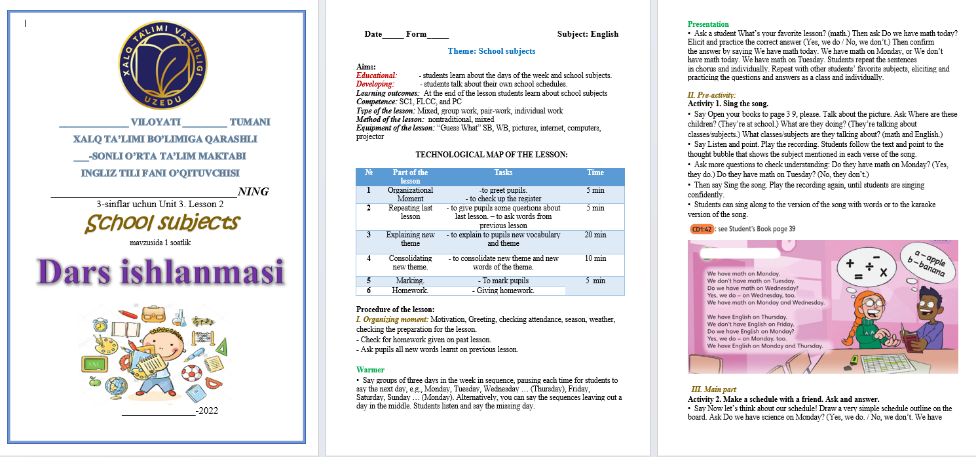 XALQ TALIMI VAZIRLIGI
UZEDU
____________ VILOYATI ________ TUMANI
XALQ TA'LIMI BO'LIMIGA QARASHLI
___-SONLI O'RTA TA'LIM MAKTABI
INGLIZ TILI FANI O'QITUVCHISI
_______________________________NING
3-sinflar uchun Unit 3. Lesson 2
School subjects
mavzusida 1 soatlik
Dars ishlanmasi
_______________-2022
Date____ Form_____ Subject: English
Theme: School subjects
Aims:
Educational: - students learn about the days of the week and school subjects.
Developing: - students talk about their own school schedules.
Learning outcomes: At the end of the lesson students learn about school subjects
Competence: SC1, FLCC, and PC
Type of the lesson: Mixed, group work, pair-work, individual work
Method of the lesson: nontraditional, mixed
Equipment of the lesson: "Guess What" SB, WB, pictures, internet, computers,
projector
TECHNOLOGICAL MAP OF THE LESSON:
№ Part of the lesson Tasks Time
1 Organizational Moment -to greet pupils. - to check up the register 5 min
2 Repeating last lesson - to give pupils some questions about last lesson. – to ask words from previous lesson 5 min
3 Explaining new theme - to explain to pupils new vocabulary and theme 20 min
4 Consolidating new theme. - to consolidate new theme and new words of the theme. 10 min
5 Marking. - To mark pupils 5 min
6 Homework. - Giving homework.
Procedure of the lesson:
I. Organizing moment: Motivation, Greeting, checking attendance, season, weather,
checking the preparation for the lesson.
- Check for homework given on past lesson.
- Ask pupils all new words learnt on previous lesson.
Warmer
• Say groups of three days in the week in sequence, pausing each time for students to
say the next day, e.g., Monday, Tuesday, Wednesday … (Thursday), Friday,
Saturday, Sunday … (Monday). Alternatively, you can say the sequences leaving out a
day in the middle. Students listen and say the missing day.
Presentation
• Ask a student What's your favorite lesson? (math.) Then ask Do we have math today?
Elicit and practice the correct answer (Yes, we do / No, we don't.) Then confirm
the answer by saying We have math today. We have math on Monday, or We don't
have math today. We have math on Tuesday. Students repeat the sentences
in chorus and individually. Repeat with other students' favorite subjects, eliciting and
practicing the questions and answers as a class and individually.
II. Pre-activity:
Activity 1. Sing the song.
• Say Open your books to page 39, please. Talk about the picture. Ask Where are these
children? (They're at school.) What are they doing? (They're talking about
classes/subjects.) What classes/subjects are they talking about? (math and English.)
• Say Listen and point. Play the recording. Students follow the text and point to the
thought bubble that shows the subject mentioned in each verse of the song.
• Ask more questions to check understanding: Do they have math on Monday? (Yes,
they do.) Do they have math on Tuesday? (No, they don't.)
• Then say Sing the song. Play the recording again, until students are singing
confidently.
• Students can sing along to the version of the song with words or to the karaoke
version of the song.
CD1:42: see Student's Book page 39
We have math on Monday.
We don't have math on Tuesday.
Do we have math on Wednesday?
Yes, we do – on Wednesday, too.
We have math on Monday and Wednesday.
We have English on Thursday.
We don't have English on Friday.
Do we have English on Monday?
Yes, we do – on Monday, too.
We have English on Monday and Thursday.
+ ÷ - ×
a – apple
b – banana
III. Main part
Activity 2. Make a schedule with a friend. Ask and answer.
• Say Now let's think about our schedule! Draw a very simple schedule outline on the
board. Ask Do we have science on Monday? (Yes, we do. / No, we don't. We have